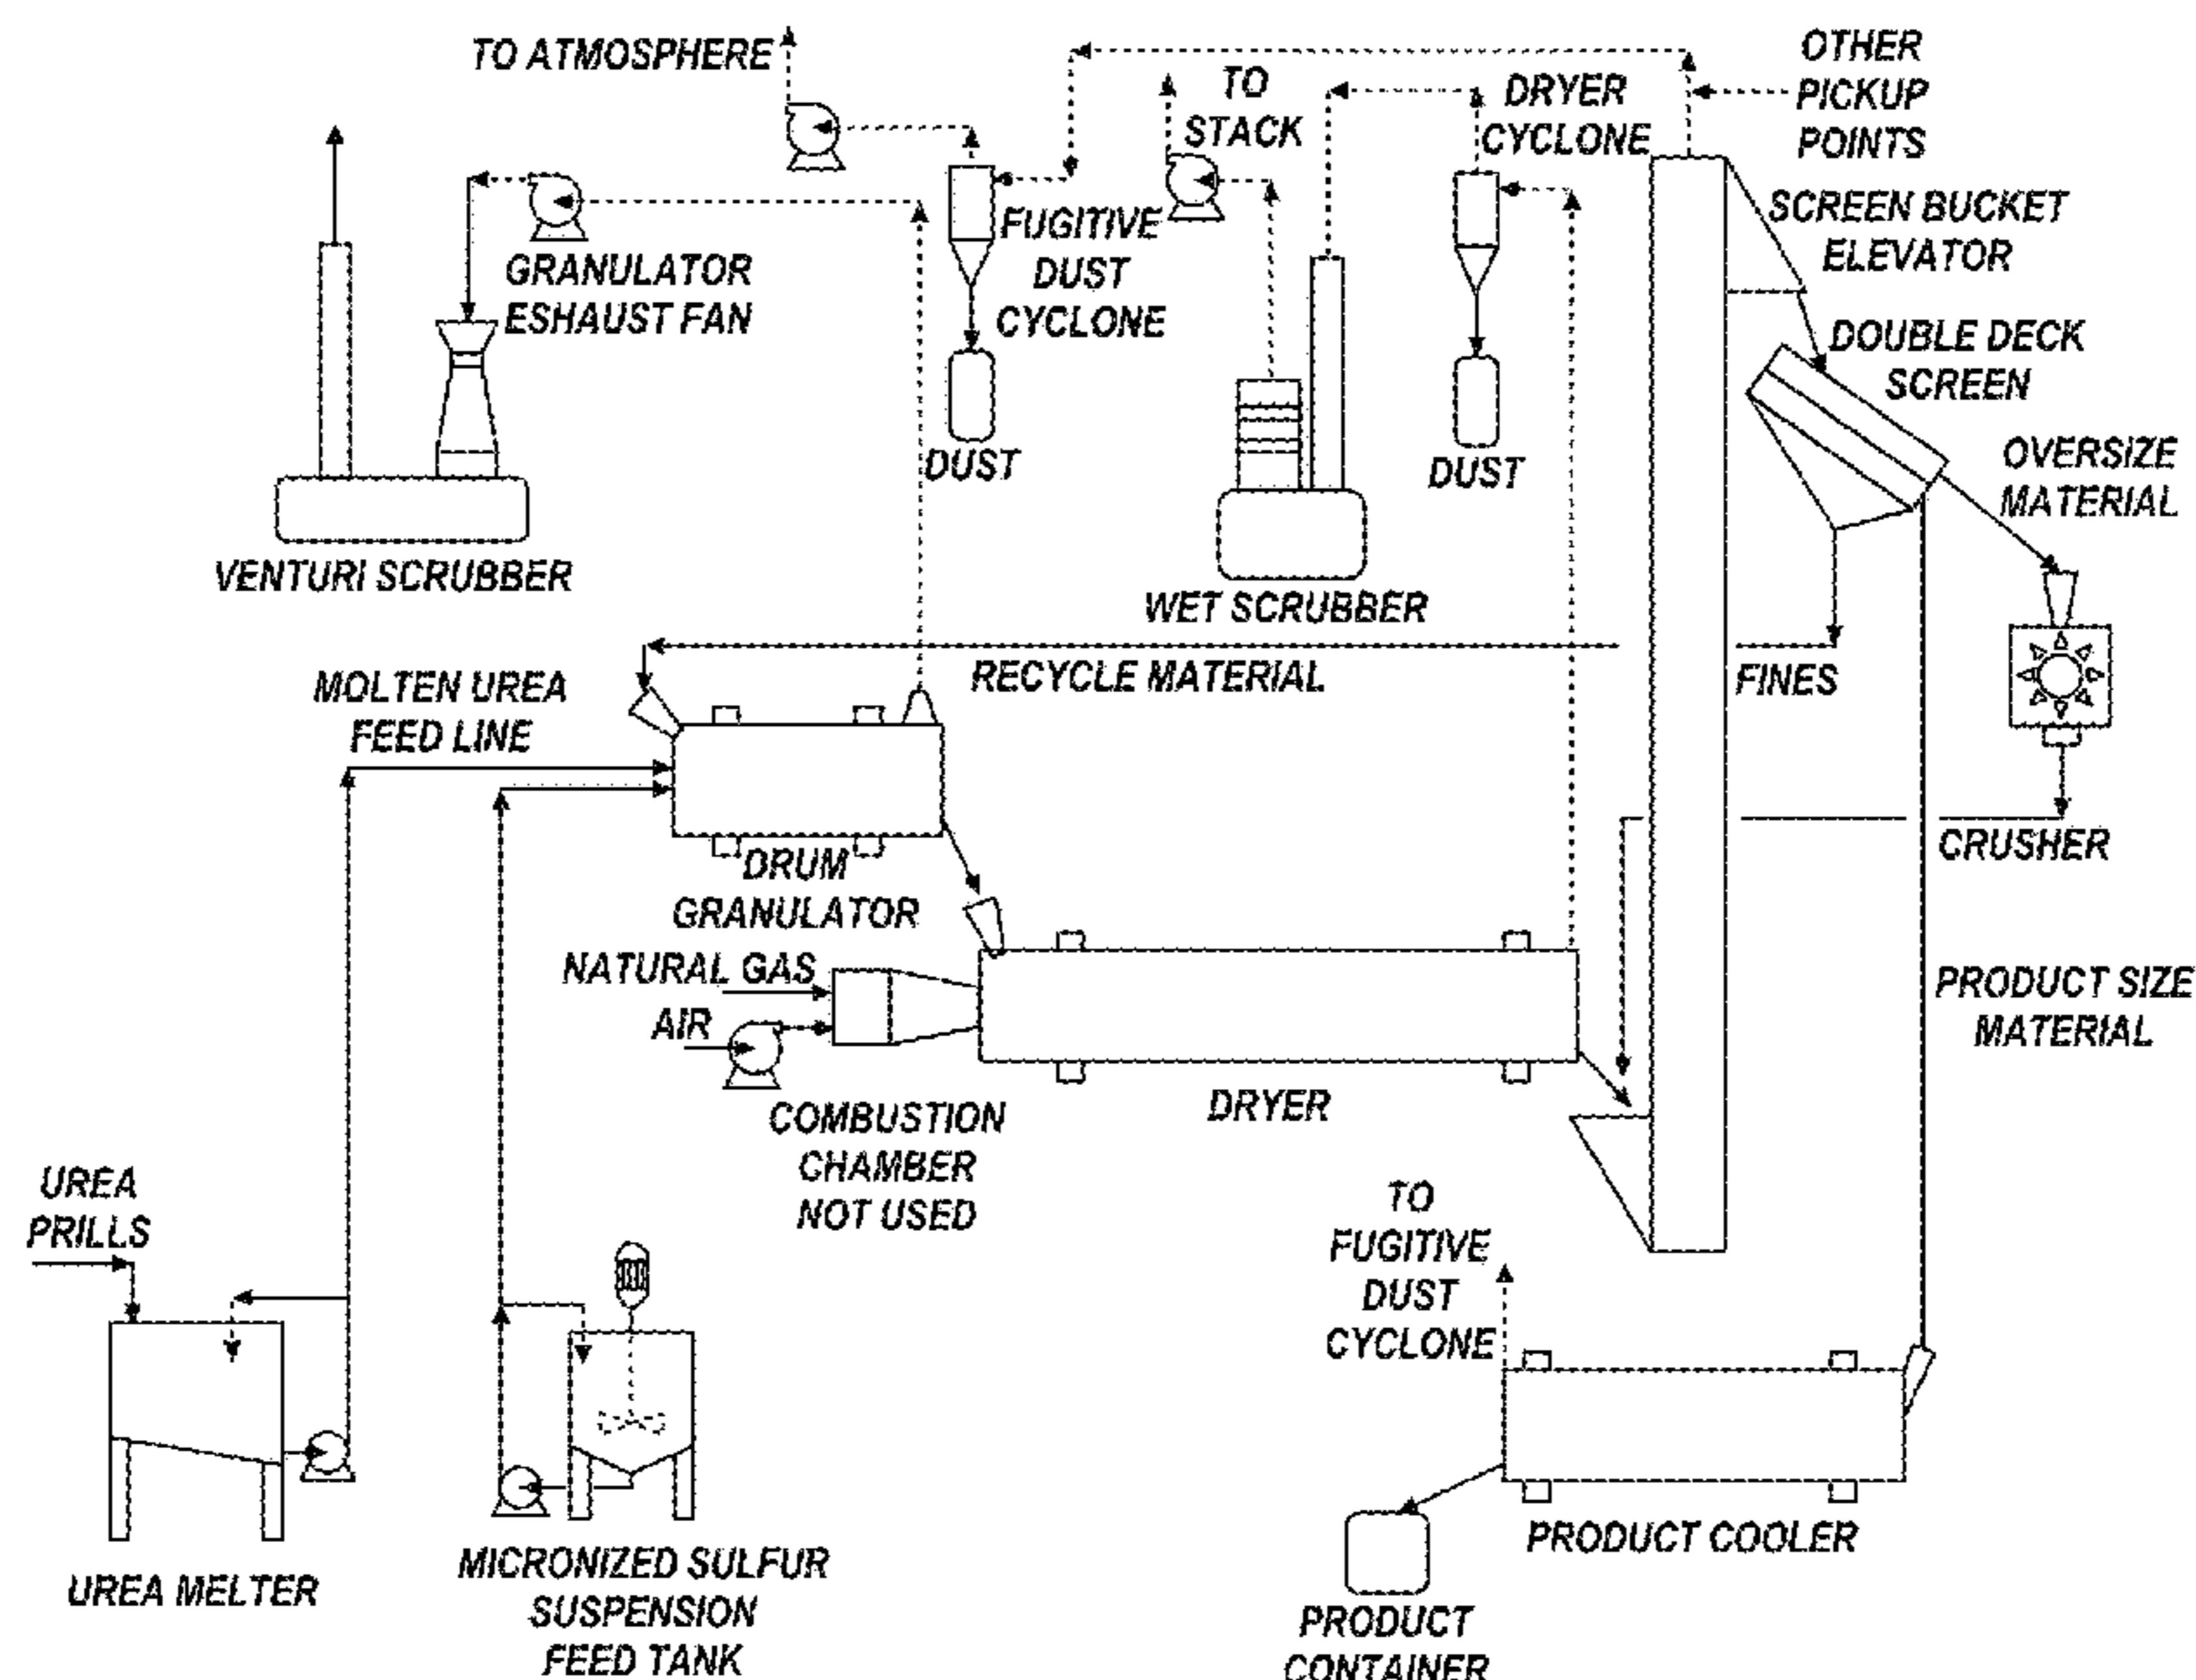 TO ATMOSPHERE
TO
STACK
DRYER
CYCLONE
OTHER
PICKUP
POINTS
SCREEN BUCKET
ELEVATOR
GRANULATOR
ESHAUST FAN
FUGITIVE
DUST
CYCLONE
DOUBLE DECK
SCREEN
DUST
DUST
OVERSIZE
MATERIAL
VENTURI SCRUBBER
WET SCRUBBER
RECYCLE MATERIAL
FINES
MOLTEN UREA
FEED LINE
CRUSHER
DRUM
GRANULATOR
NATURAL GAS
AIR
PRODUCT SIZE
MATERIAL
COMBUSTION
CHAMBER
NOT USED
DRYER
UREA
PRILLS
TO
FUGITIVE
DUST
CYCLONE
UREA MELTER
MICRONIZED SULFUR
SUSPENSION
FEED TANK
PRODUCT COOLER
PRODUCT
CONTAINER